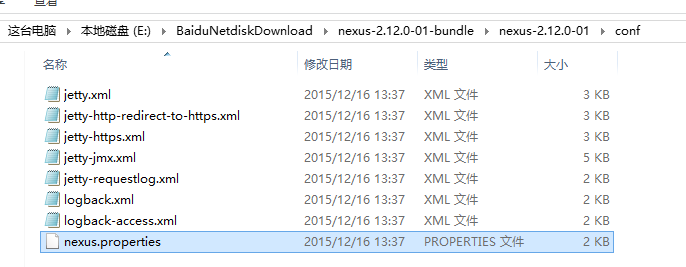 查看
这台电脑 本地磁盘 (E:) BaiduNetdiskDownload nexus-2.12.0-01-bundle nexus-2.12.0-01 conf
名称 修改日期 类型 大小
jetty.xml 2015/12/16 13:37 XML 文件 3 KB
jetty-http-redirect-to-https.xml 2015/12/16 13:37 XML 文件 3 KB
jetty-https.xml 2015/12/16 13:37 XML 文件 3 KB
jetty-jmx.xml 2015/12/16 13:37 XML 文件 5 KB
jetty-requestlog.xml 2015/12/16 13:37 XML 文件 2 KB
logback.xml 2015/12/16 13:37 XML 文件 2 KB
logback-access.xml 2015/12/16 13:37 XML 文件 2 KB
nexus.properties 2015/12/16 13:37 PROPERTIES 文件 2 KB